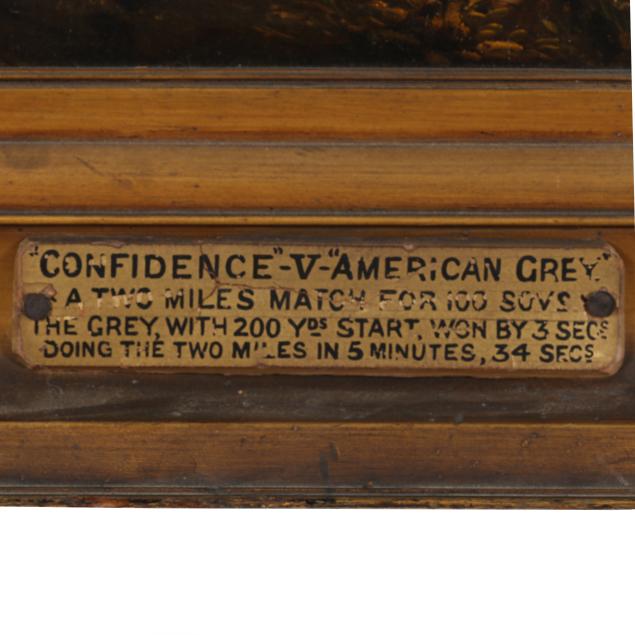 "CONFIDENCE"-V-"AMERICAN GREY"
A TWO MILES MATCH FOR 100 SOVS
THE GREY, WITH 200 YDS START, WON BY 3 SECS
DOING THE TWO MILES IN 5 MINUTES, 34 SECS